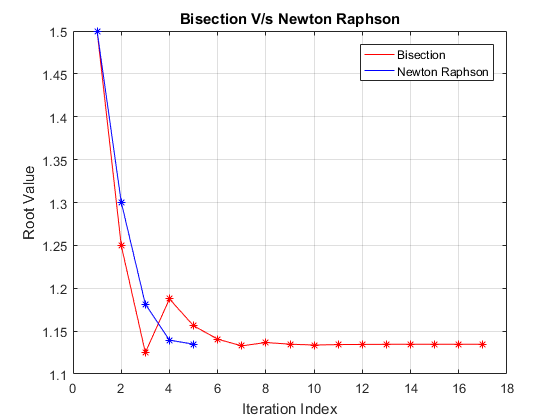 Bisection V/s Newton Raphson
Bisection
Newton Raphson
1.5
1.45
1.4
1.35
1.3
1.25
1.2
1.15
1.1
Root Value
0 2 4 6 8 10 12 14 16 18
Iteration Index